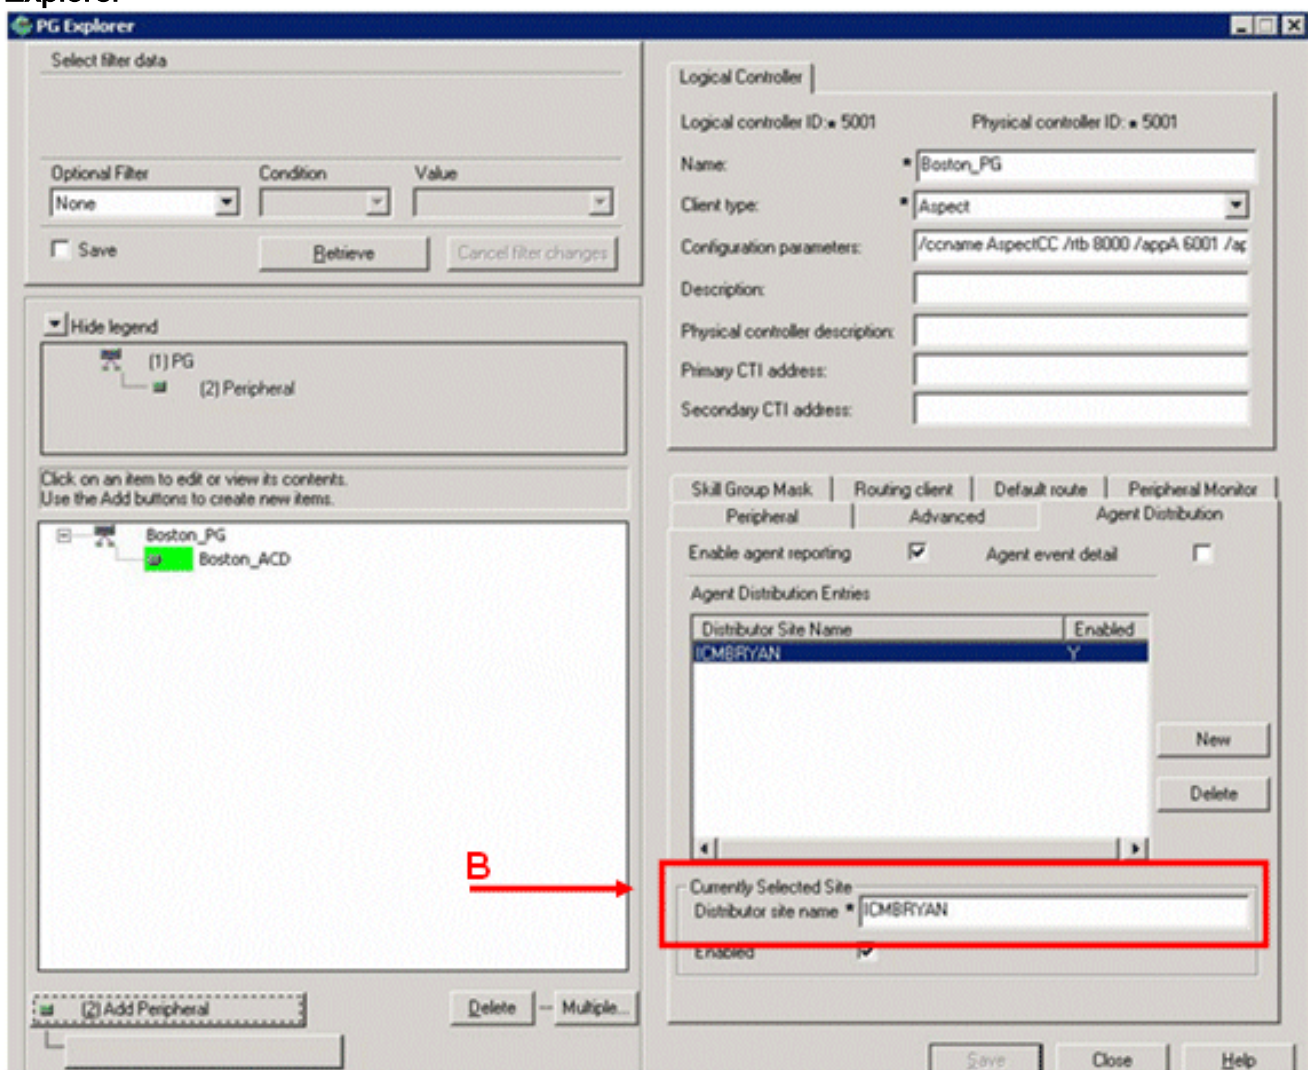 PG Explorer
Select filter data
Optional Filter Condition Value
None
Save Retrieve Cancel filter changes
Hide legend
(1) PG
(2) Peripheral
Click on an item to edit or view its contents.
Use the Add buttons to create new items.
Boston_PG
Boston_ACD
B
(2) Add Peripheral Delete -- Multiple...
Logical Controller
Logical controller ID: 5001 Physical controller ID: 5001
Name: * Boston_PG
Client type: * Aspect
Configuration parameters: /ccname AspectCC /rtb 8000 /appA 6001 /ap
Description:
Physical controller description:
Primary CTI address:
Secondary CTI address:
Skill Group Mask Routing client Default route Peripheral Monitor
Peripheral Advanced Agent Distribution
Enable agent reporting Agent event detail
Agent Distribution Entries
Distributor Site Name Enabled
ICMBRYAN Y
New
Delete
Currently Selected Site
Distributor site name * ICMBRYAN
Enabled
Save Close Help